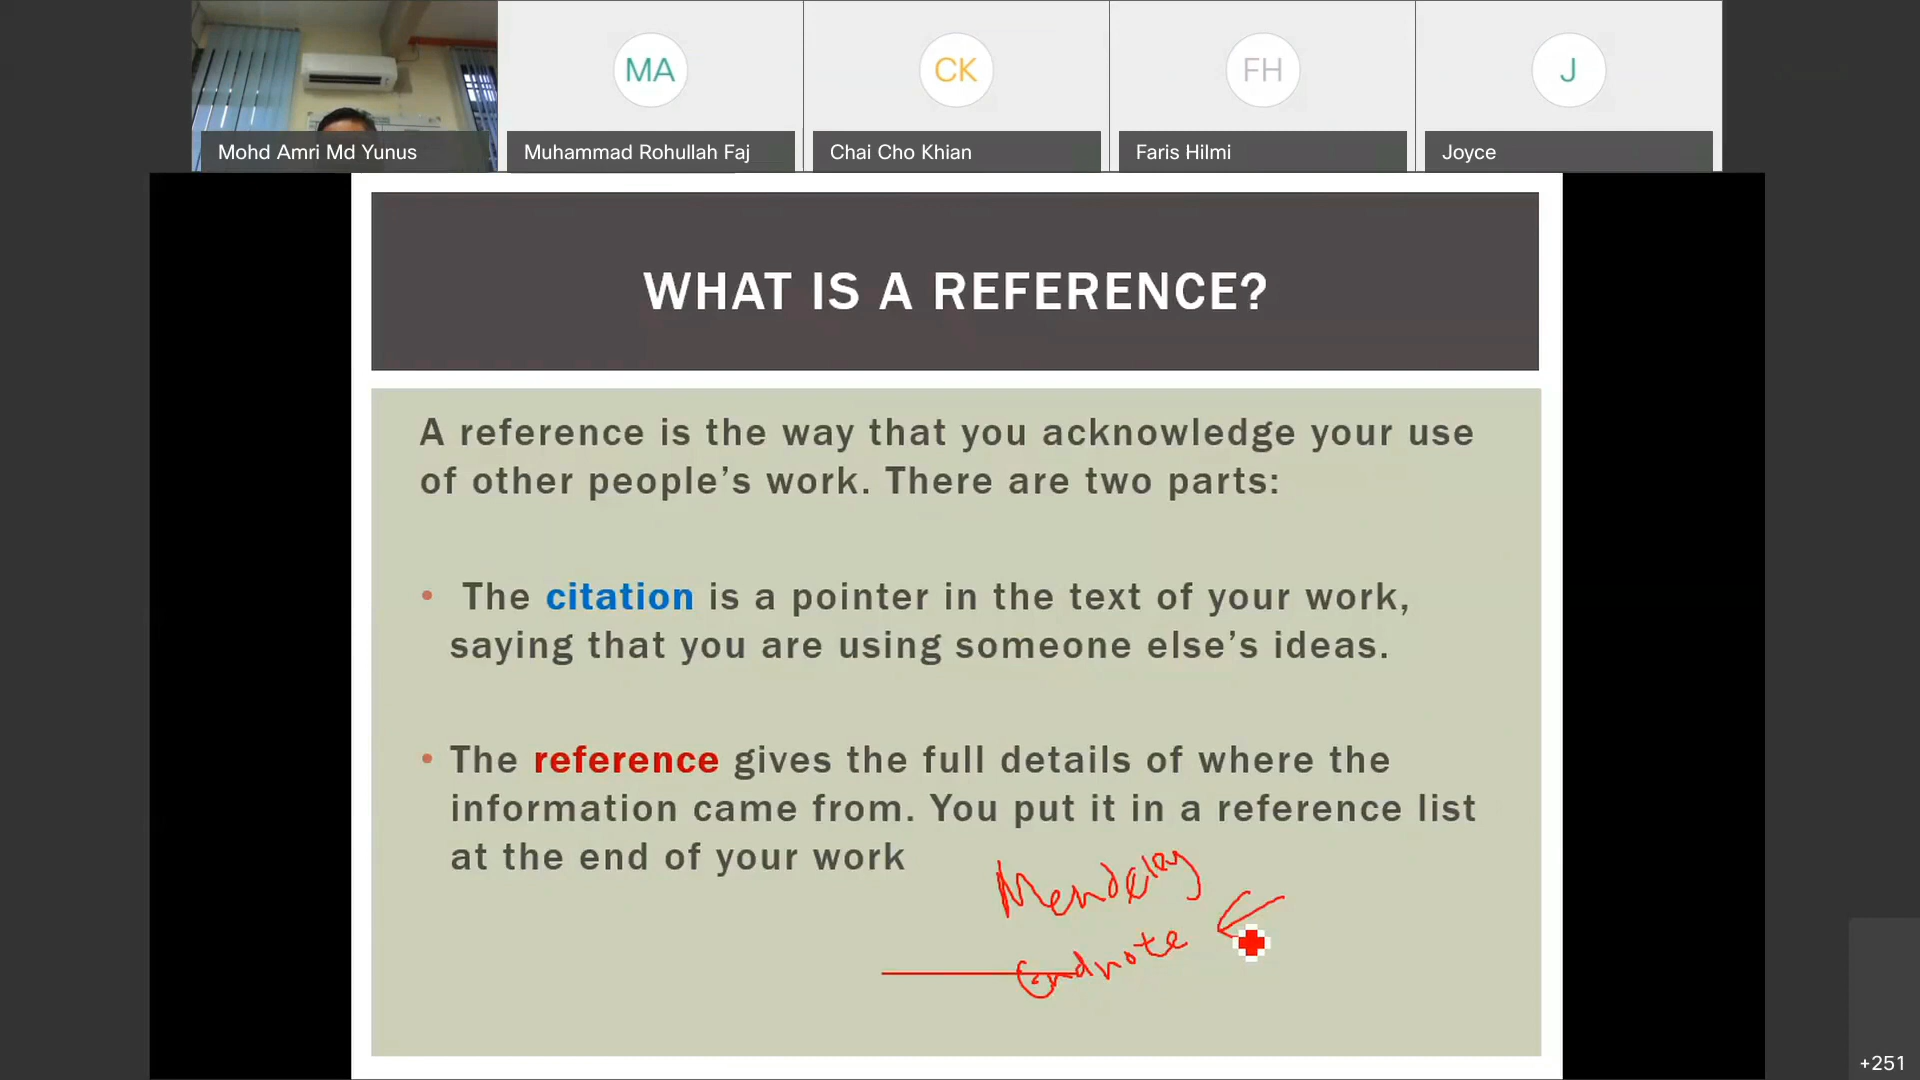 MA
CK
FH
J
Mohd Amri Md Yunus
Muhammad Rohullah Faj
Chai Cho Khian
Faris Hilmi
Joyce
WHAT IS A REFERENCE?
A reference is the way that you acknowledge your use
of other people’s work. There are two parts:
• The citation is a pointer in the text of your work,
saying that you are using someone else’s ideas.
• The reference gives the full details of where the
information came from. You put it in a reference list
at the end of your work
Mendeley
endnote
+251